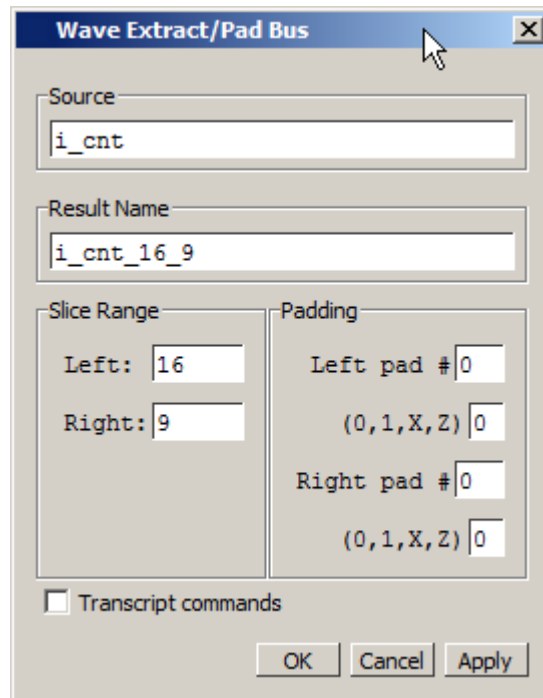 Wave Extract/Pad Bus
Source
i_cnt
Result Name
i_cnt_16_9
Slice Range
Left: 16
Right: 9
Padding
Left pad # 0
(0,1,X,Z) 0
Right pad # 0
(0,1,X,Z) 0
Transcript commands
OK Cancel Apply